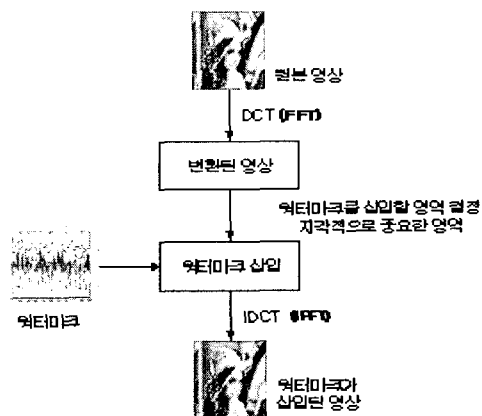 원본 영상
DCT (FFT)
변환된 영상
워터마크를 삽입할 영역 결정
지각적으로 중요한 영역
워터마크 삽입
워터마크
IDCT (IFFT)
워터마크가
삽입된 영상